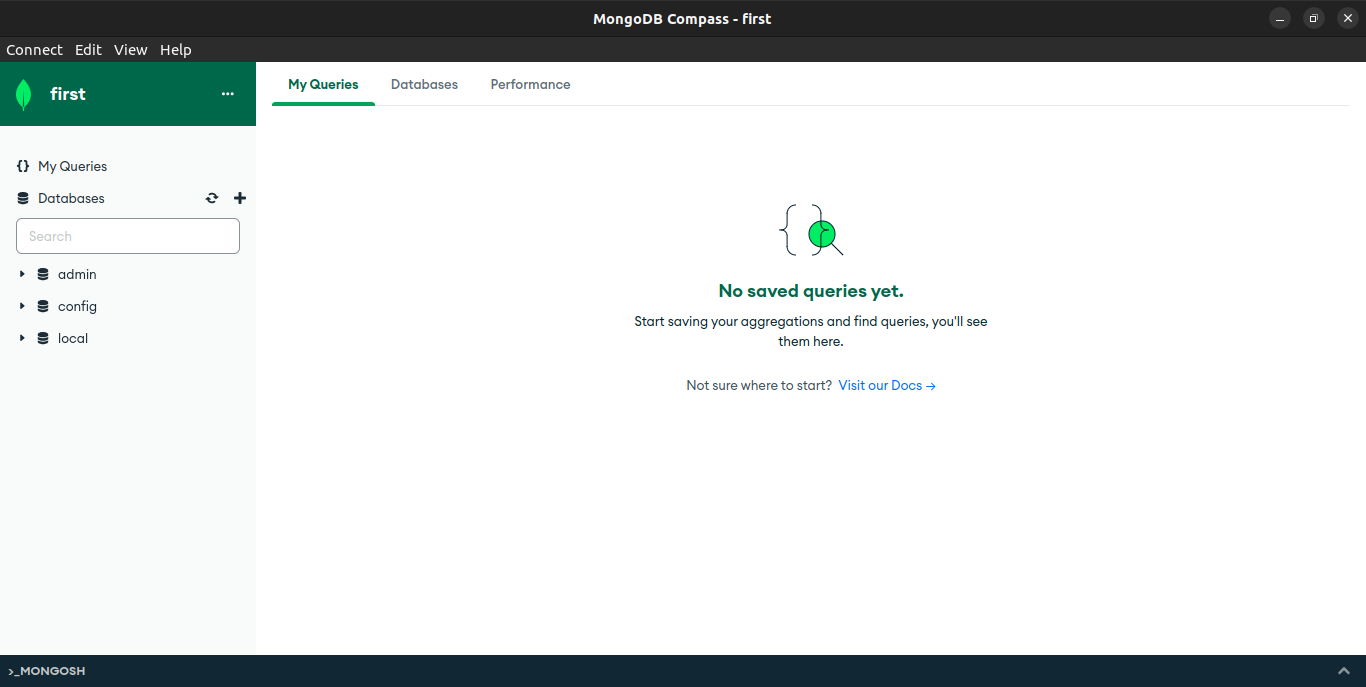 MongoDB Compass - first
Connect Edit View Help
first ...
My Queries Databases Performance
My Queries
Databases
Search
admin
config
local
No saved queries yet.
Start saving your aggregations and find queries, you'll see
them here.
Not sure where to start? Visit our Docs →
>_MONGOSH